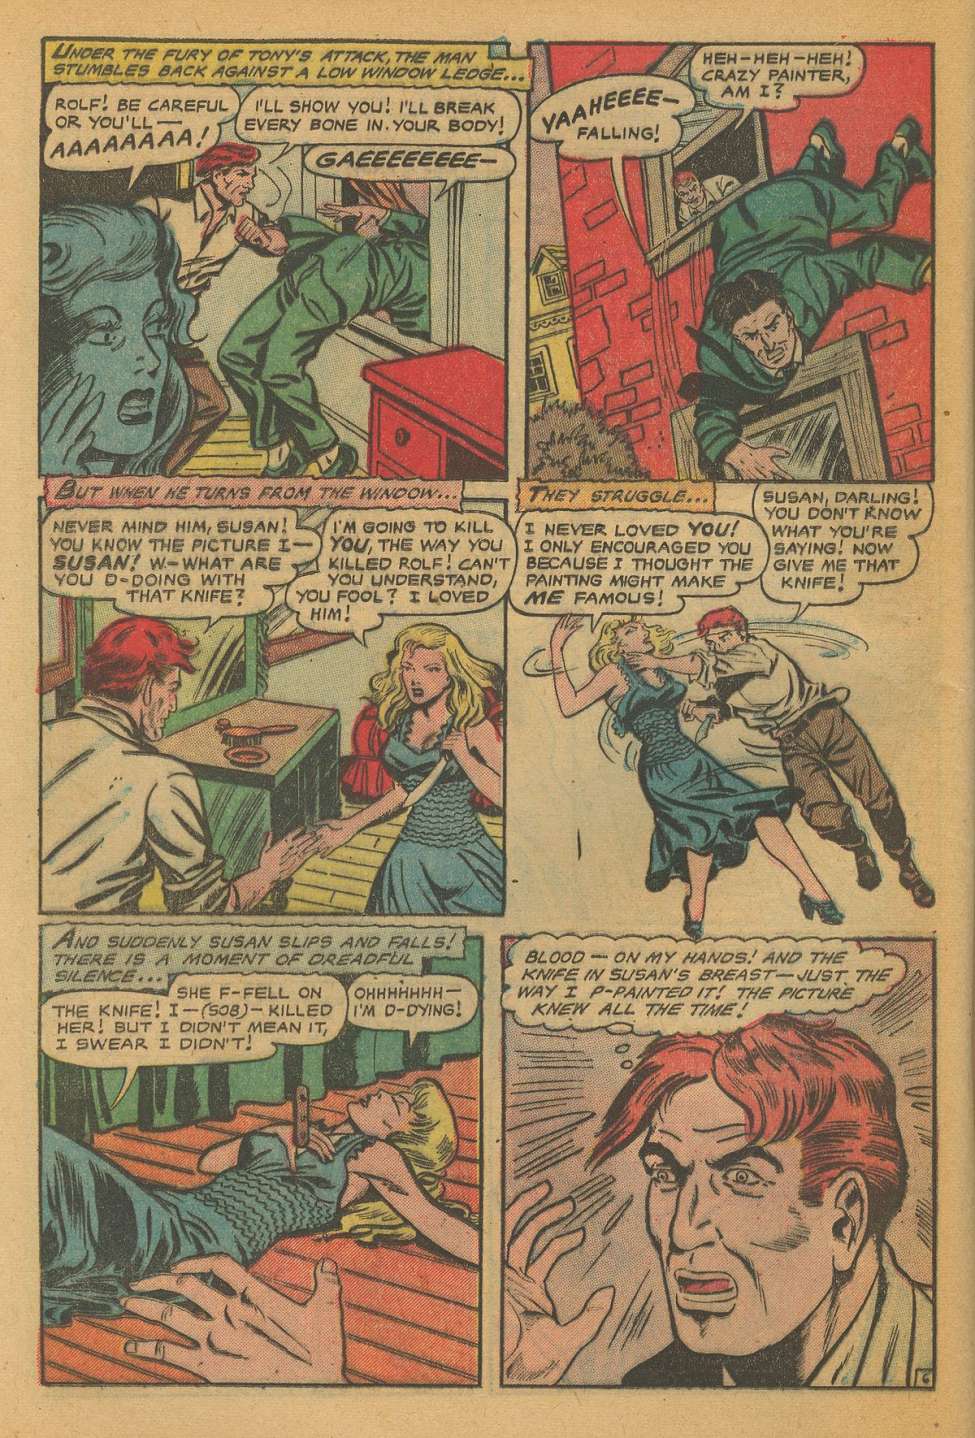 UNDER THE FURY OF TONY'S ATTACK, THE MAN
STUMBLES BACK AGAINST A LOW WINDOW LEDGE...
ROLF! BE CAREFUL
OR YOU'LL—
AAAAAAAA!
I'LL SHOW YOU! I'LL BREAK
EVERY BONE IN YOUR BODY!
GAEEEEEEEEE—
YAAHEEEE—
FALLING!
HEH-HEH-HEH!
CRAZY PAINTER,
AM I?
BUT WHEN HE TURNS FROM THE WINDOW...
NEVER MIND HIM, SUSAN!
YOU KNOW THE PICTURE I—
SUSAN! W-WHAT ARE
YOU D-DOING WITH
THAT KNIFE?
I'M GOING TO KILL
YOU, THE WAY YOU
KILLED ROLF! CAN'T
YOU UNDERSTAND,
YOU FOOL? I LOVED
HIM!
THEY STRUGGLE...
I NEVER LOVED YOU!
I ONLY ENCOURAGED YOU
BECAUSE I THOUGHT THE
PAINTING MIGHT MAKE
ME FAMOUS!
SUSAN, DARLING!
YOU DON'T KNOW
WHAT YOU'RE
SAYING! NOW
GIVE ME THAT
KNIFE!
AND SUDDENLY SUSAN SLIPS AND FALLS!
THERE IS A MOMENT OF DREADFUL
SILENCE...
SHE F-FELL ON
THE KNIFE! I—(SOB)—KILLED
HER! BUT I DIDN'T MEAN IT,
I SWEAR I DIDN'T!
OHHHHHHH—
I'M D-DYING!
BLOOD—ON MY HANDS! AND THE
KNIFE IN SUSAN'S BREAST—JUST THE
WAY I P-PAINTED IT! THE PICTURE
KNEW ALL THE TIME!
6